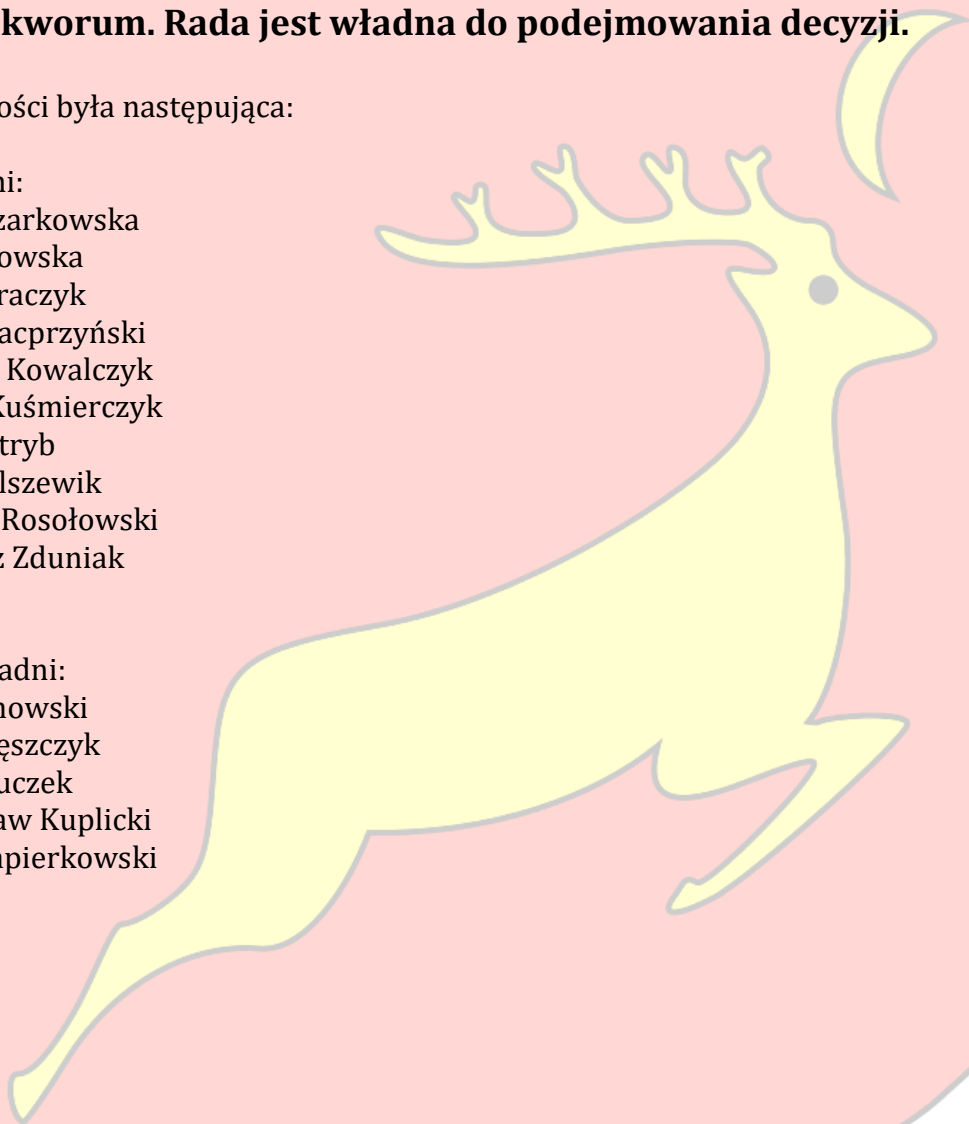 kworum. Rada jest władna do podejmowania decyzji.
ości była następująca:
ni:
zarkowska
owska
raczyk
acprzyński
Kowalczyk
Kuśmierczyk
tryb
lszewik
Rosołowski
z Zduniak
adni:
nowski
ęszczyk
uczek
aw Kuplicki
apierkowski